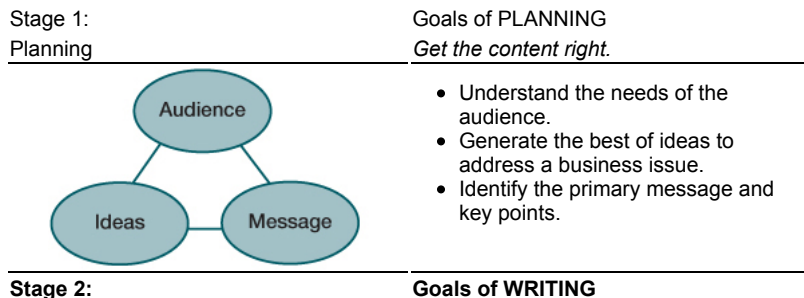 Stage 1:
Planning
Goals of PLANNING
Get the content right.
Audience
Ideas
Message
• Understand the needs of the
audience.
• Generate the best of ideas to
address a business issue.
• Identify the primary message and
key points.
Stage 2:
Goals of WRITING